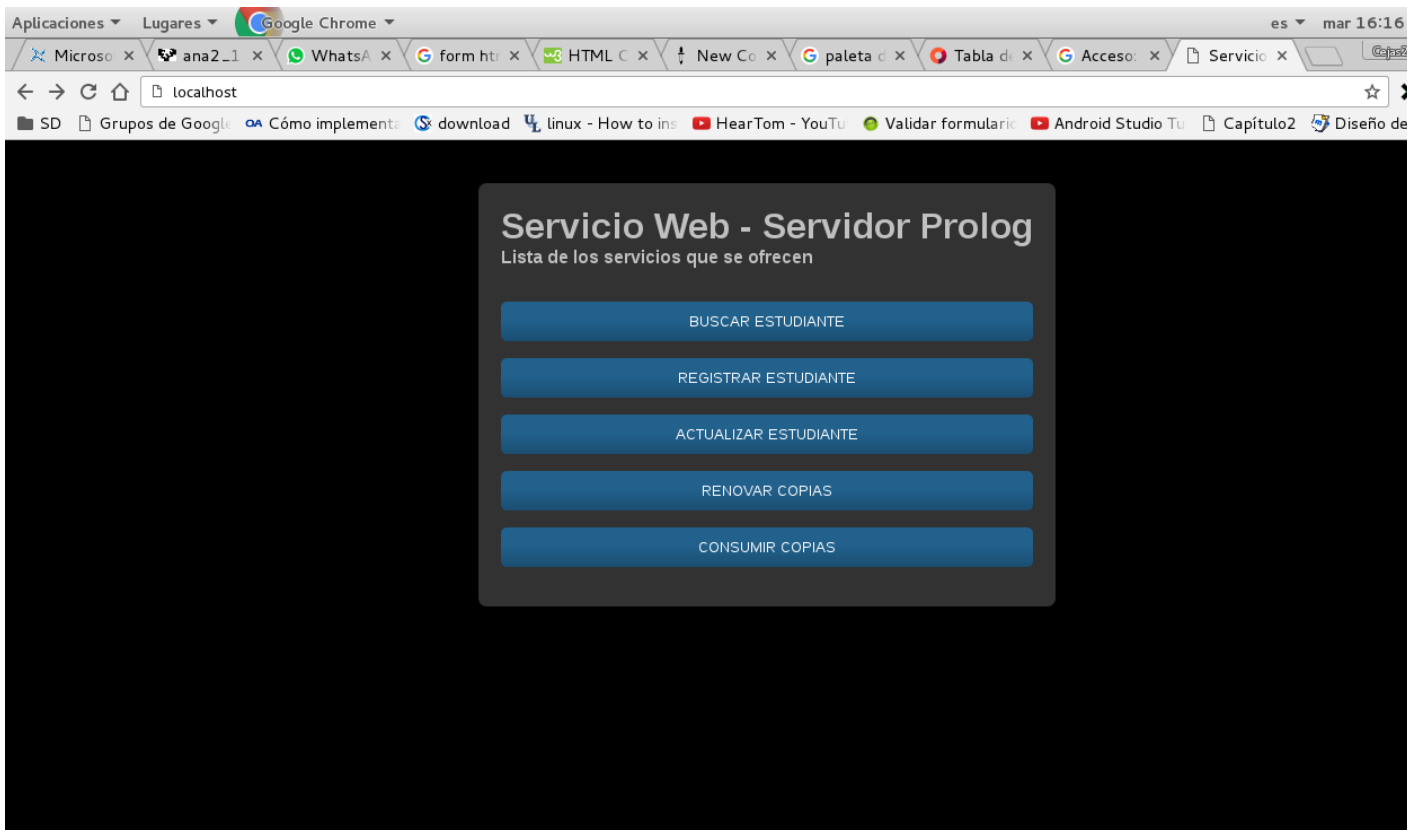 Aplicaciones Lugares Google Chrome es mar 16:16
Microso ana2_1 WhatsA form htr HTML C New Co paleta d Tabla de Acceso: Servicio
localhost
SD Grupos de Google Cómo implementa download linux - How to ins HearTom - YouTu Validar formulario Android Studio Tu Capítulo2 Diseño de
Servicio Web - Servidor Prolog
Lista de los servicios que se ofrecen
BUSCAR ESTUDIANTE
REGISTRAR ESTUDIANTE
ACTUALIZAR ESTUDIANTE
RENOVAR COPIAS
CONSUMIR COPIAS